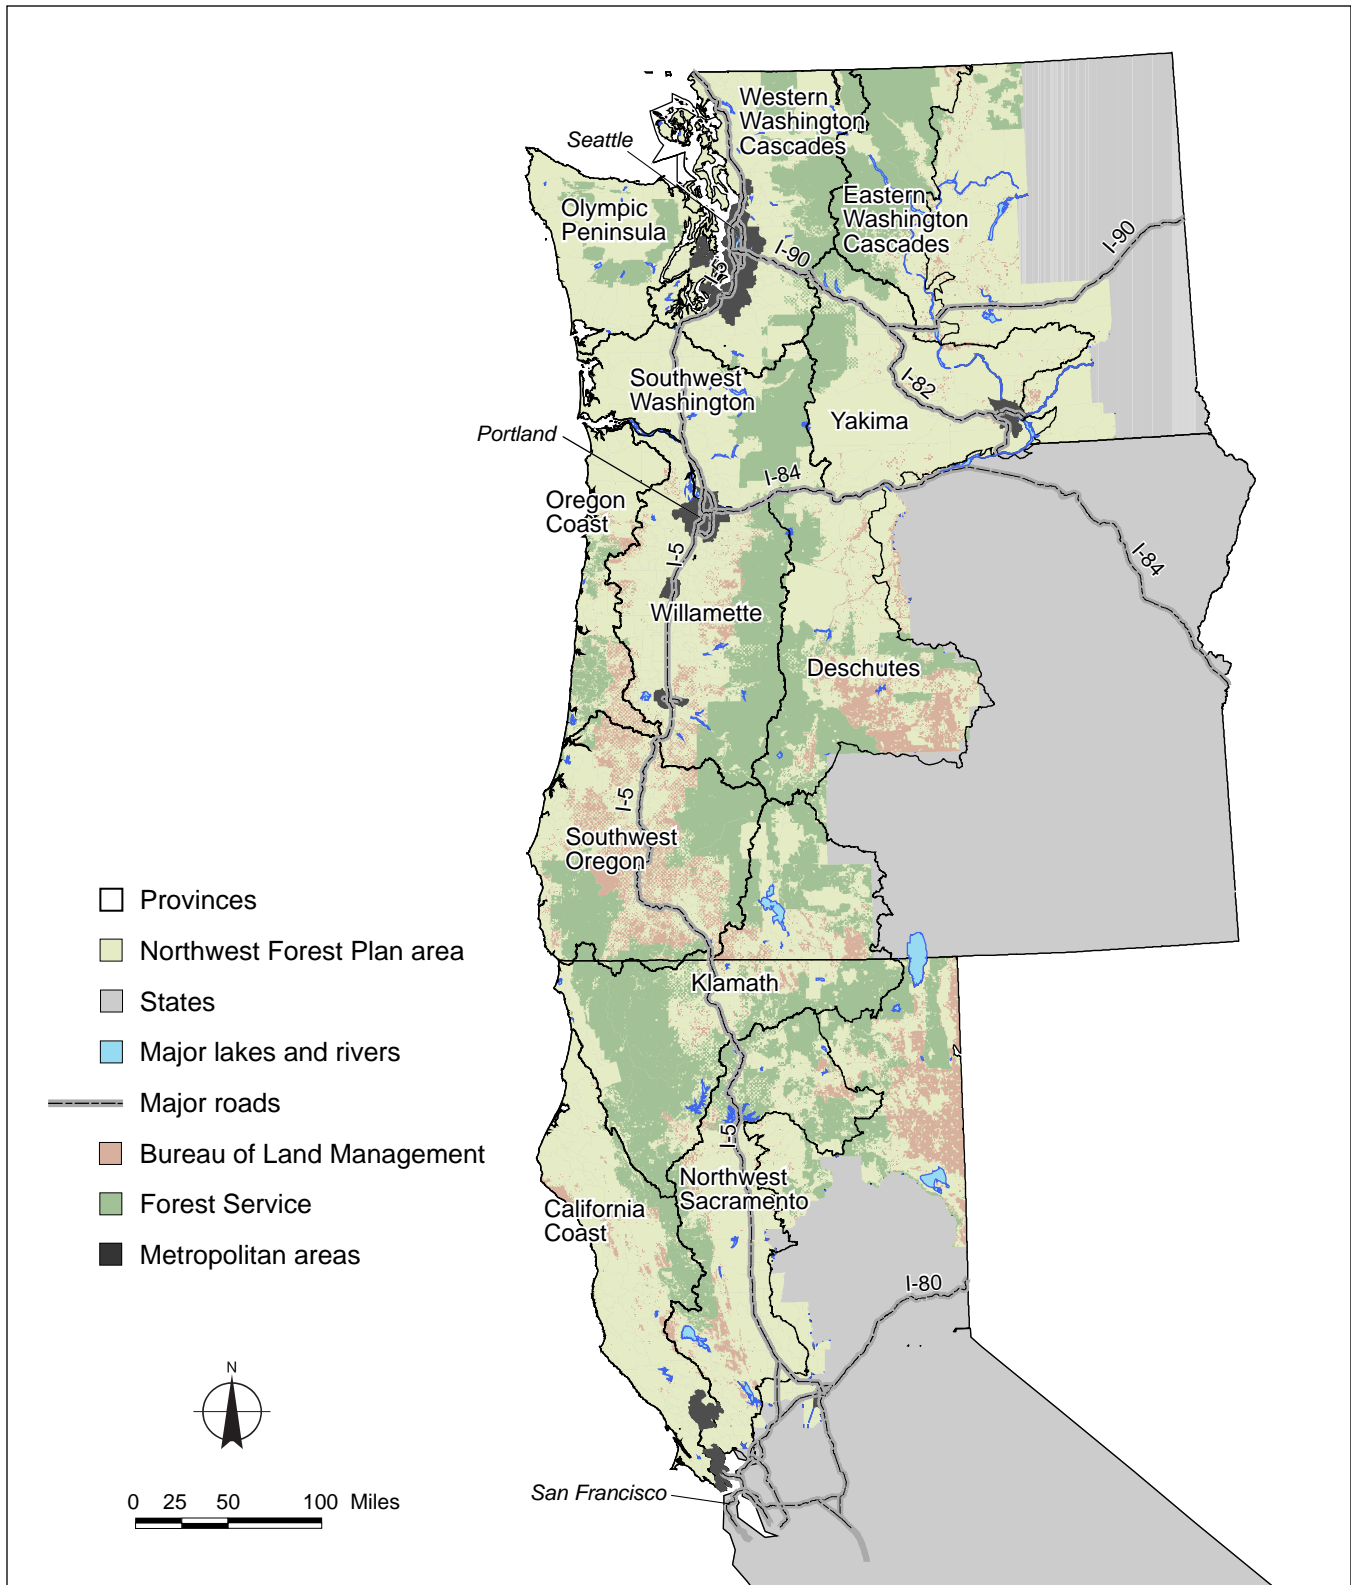 Western
Washington
Cascades
Seattle
Eastern
Washington
Cascades
Olympic
Peninsula
I-90
I-90
I-5
Southwest
Washington
I-82
Yakima
Portland
I-84
Oregon
Coast
I-5
I-84
Willamette
Deschutes
I-5
Southwest
Oregon
Klamath
I-5
Northwest
Sacramento
California
Coast
I-80
San Francisco
Provinces
Northwest Forest Plan area
States
Major lakes and rivers
Major roads
Bureau of Land Management
Forest Service
Metropolitan areas
N
0 25 50 100 Miles